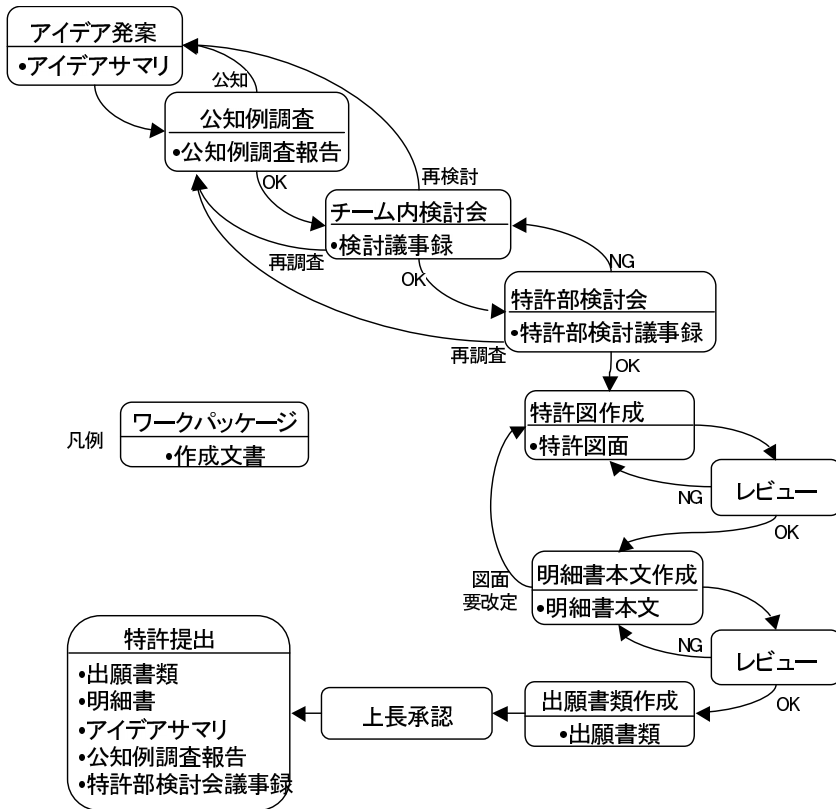 アイデア発案
•アイデアサマリ
公知
公知例調査
•公知例調査報告
OK
再検討
チーム内検討会
•検討議事録
再調査
OK
NG
特許部検討会
•特許部検討議事録
再調査
OK
凡例
ワークパッケージ
•作成文書
特許図作成
•特許図面
レビュー
NG
OK
明細書本文作成
•明細書本文
図面
要改定
NG
レビュー
OK
出願書類作成
•出願書類
上長承認
特許提出
•出願書類
•明細書
•アイデアサマリ
•公知例調査報告
•特許部検討会議事録